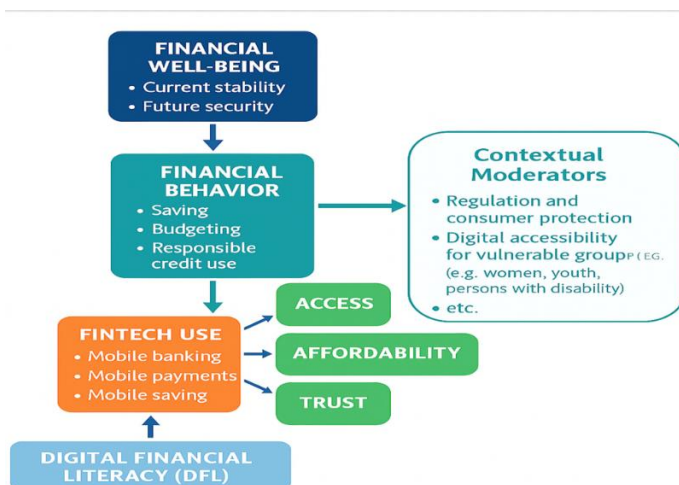 FINANCIAL
WELL-BEING
• Current stability
• Future security
FINANCIAL
BEHAVIOR
• Saving
• Budgeting
• Responsible
credit use
Contextual
Moderators
• Regulation and
consumer protection
• Digital accessibility
for vulnerable groupP ( EG.
(e.g. women, youth,
persons with disability)
• etc.
FINTECH USE
• Mobile banking
• Mobile payments
• Mobile saving
ACCESS
AFFORDABILITY
TRUST
DIGITAL FINANCIAL
LITERACY (DFL)